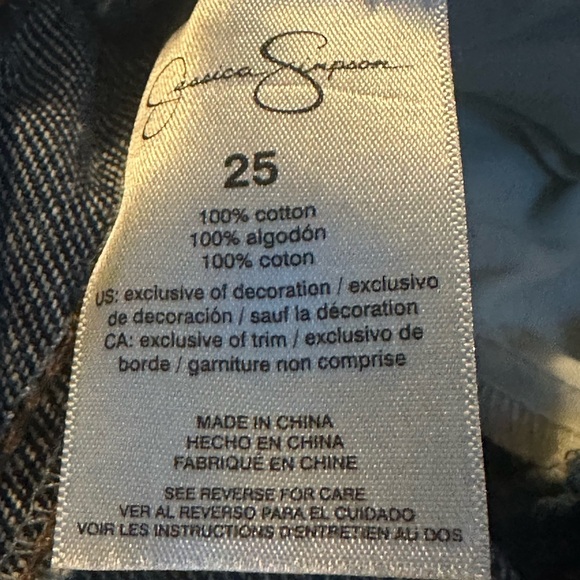 Jessica Simpson
25
100% cotton
100% algodón
100% coton
US: exclusive of decoration / exclusivo
de decoración / sauf la décoration
CA: exclusive of trim / exclusivo de
borde / garniture non comprise
MADE IN CHINA
HECHO EN CHINA
FABRIQUÉ EN CHINE
SEE REVERSE FOR CARE
VER AL REVERSO PARA EL CUIDADO
VOIR LES INSTRUCTIONS D'ENTRETIEN AU DOS